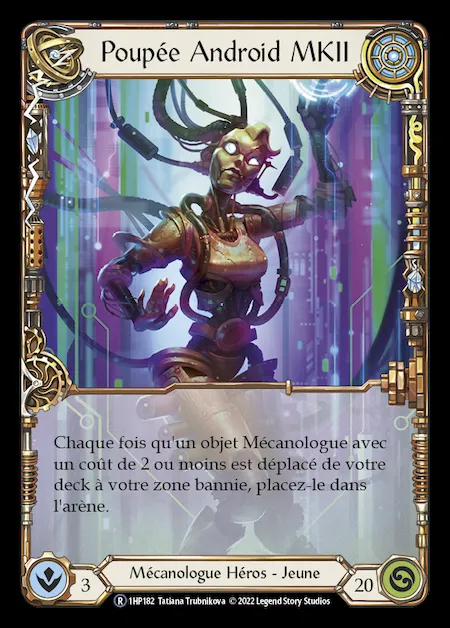 Poupée Android MKII
Chaque fois qu'un objet Mécanologue avec
un coût de 2 ou moins est déplacé de votre
deck à votre zone bannie, placez-le dans
l'arène.
3
Mécanologue Héros - Jeune
20
R 1HP182 Tatiana Trubnikova © 2022 Legend Story Studios